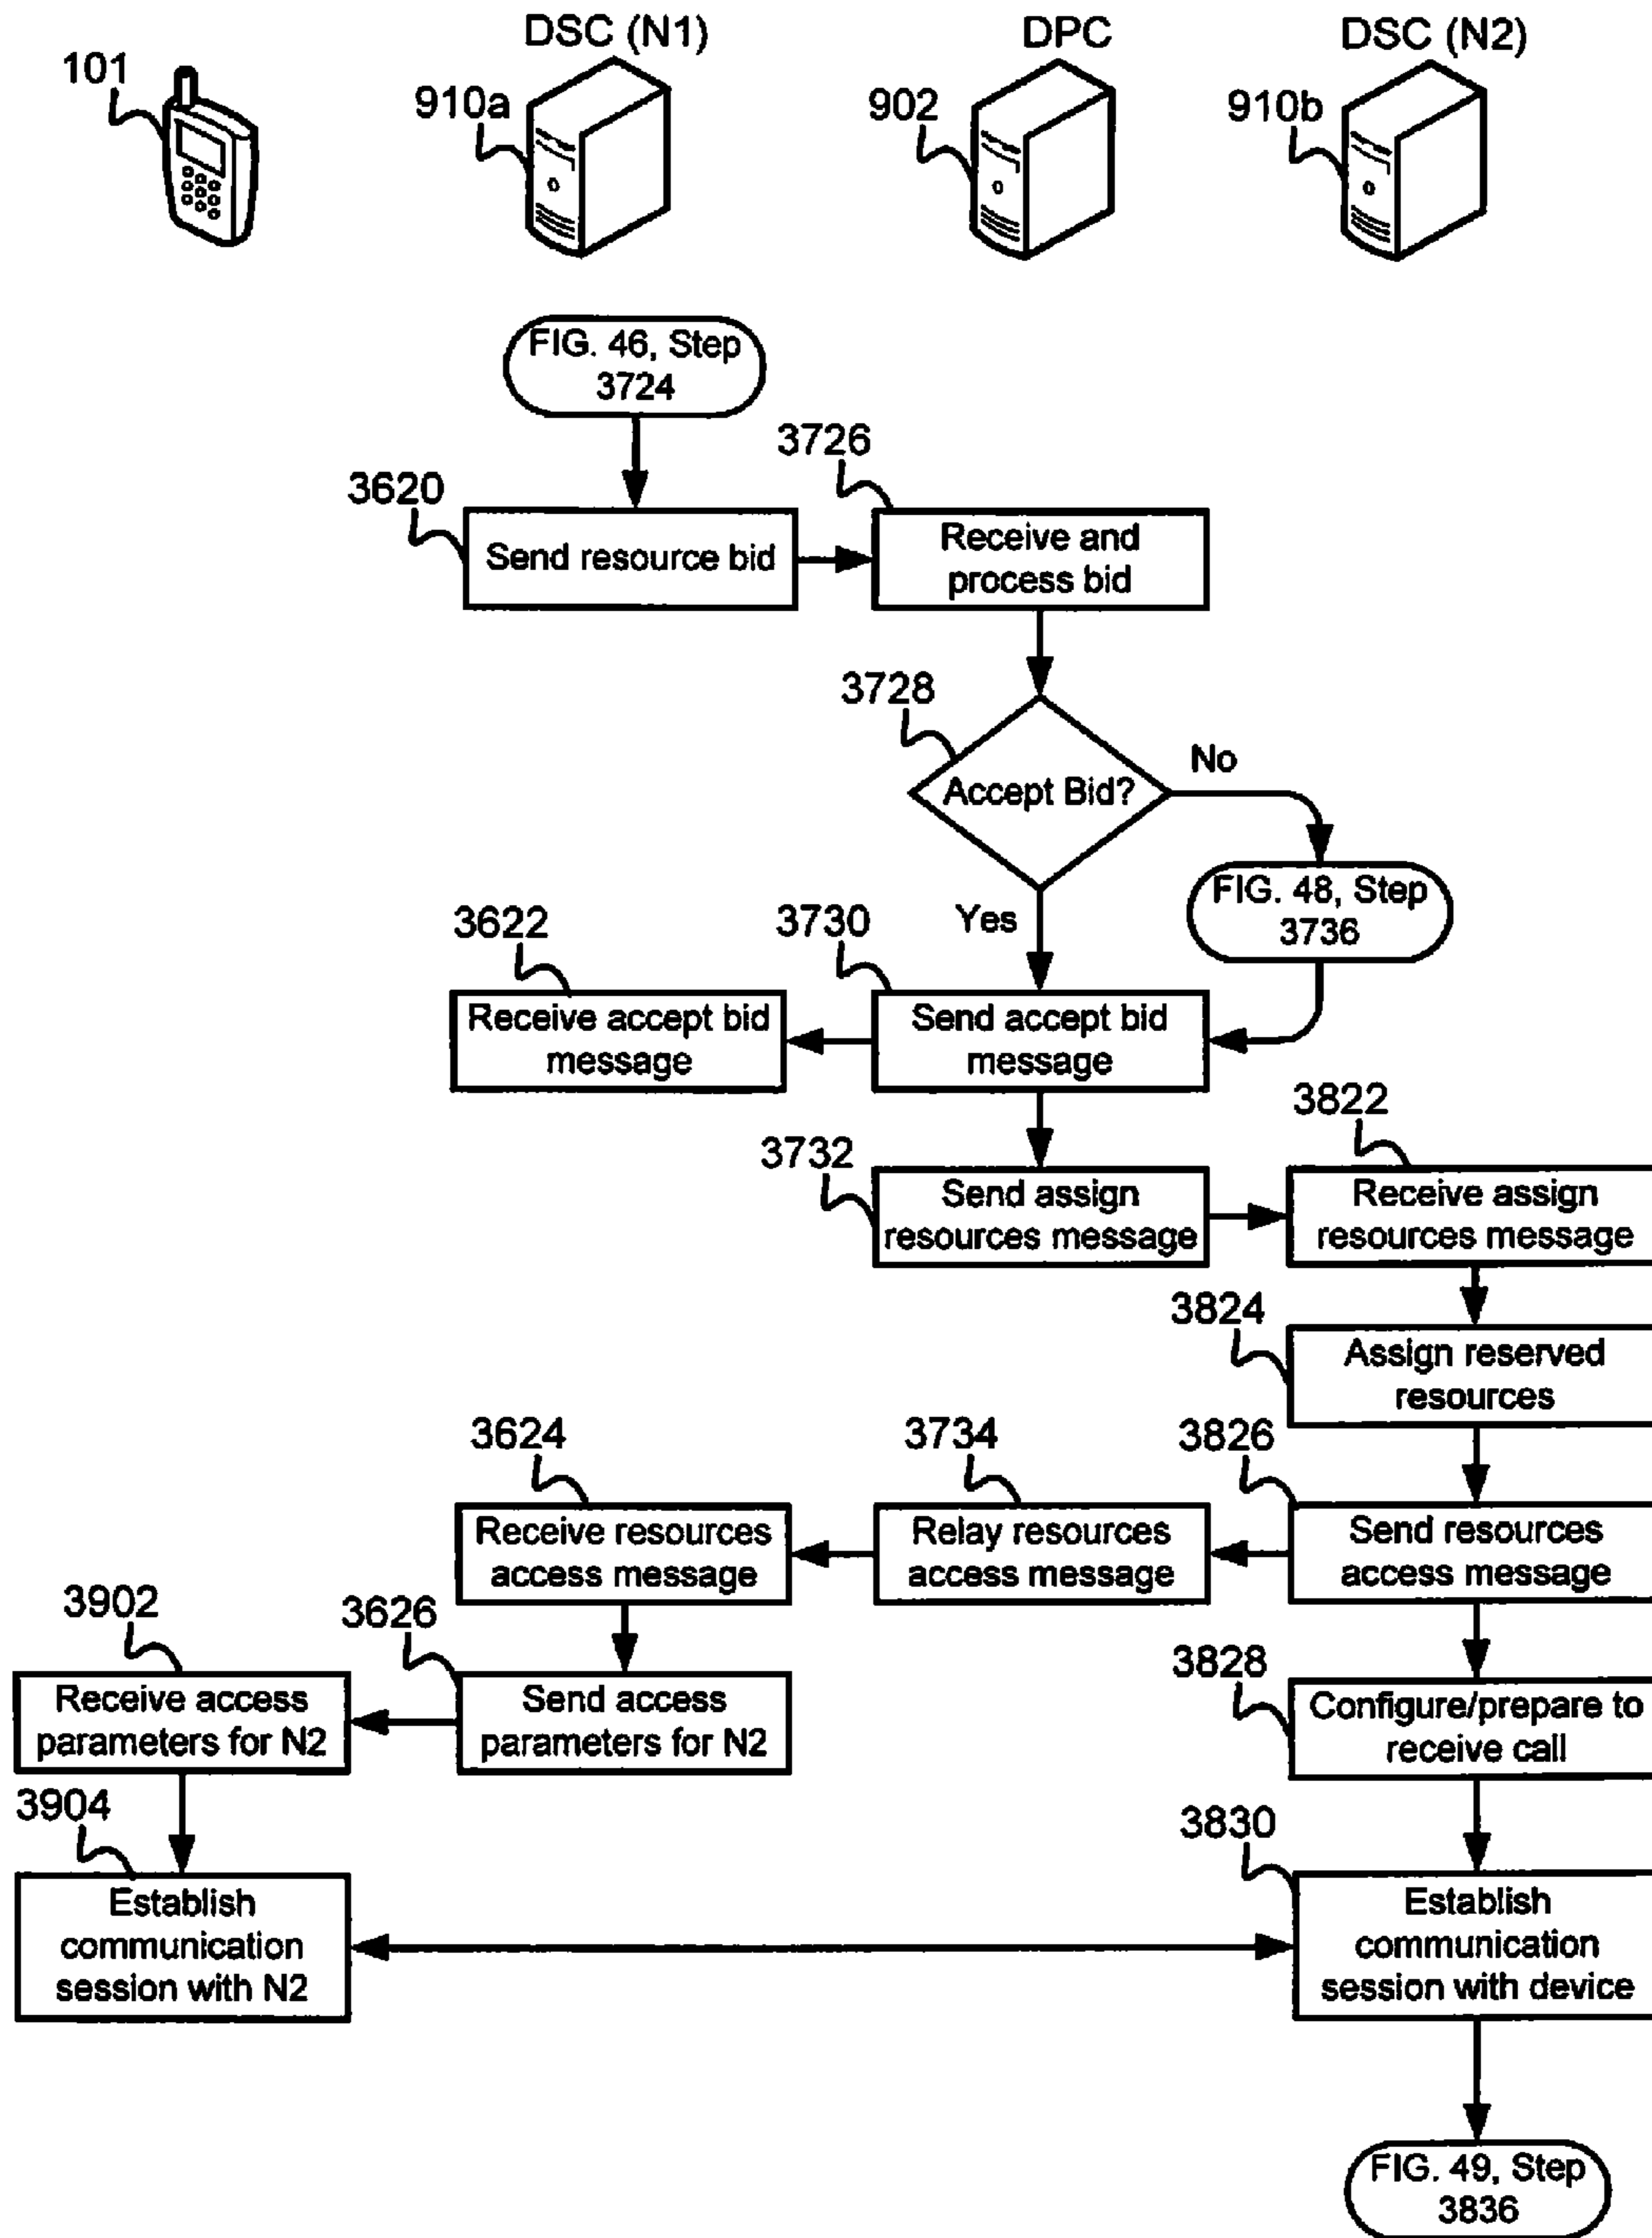 DSC (N1)
DPC
DSC (N2)
101
910a
902
910b
FIG. 46, Step
3724
3726
3620
Send resource bid
Receive and
process bid
3728
No
Accept Bid?
FIG. 48, Step
3736
Yes
3622
3730
Receive accept bid
message
Send accept bid
message
3822
3732
Send assign
resources message
Receive assign
resources message
3824
Assign reserved
resources
3624
3734
3826
Receive resources
access message
Relay resources
access message
Send resources
access message
3902
3626
3828
Receive access
parameters for N2
Send access
parameters for N2
Configure/prepare to
receive call
3904
3830
Establish
communication
session with N2
Establish
communication
session with device
FIG. 49, Step
3836